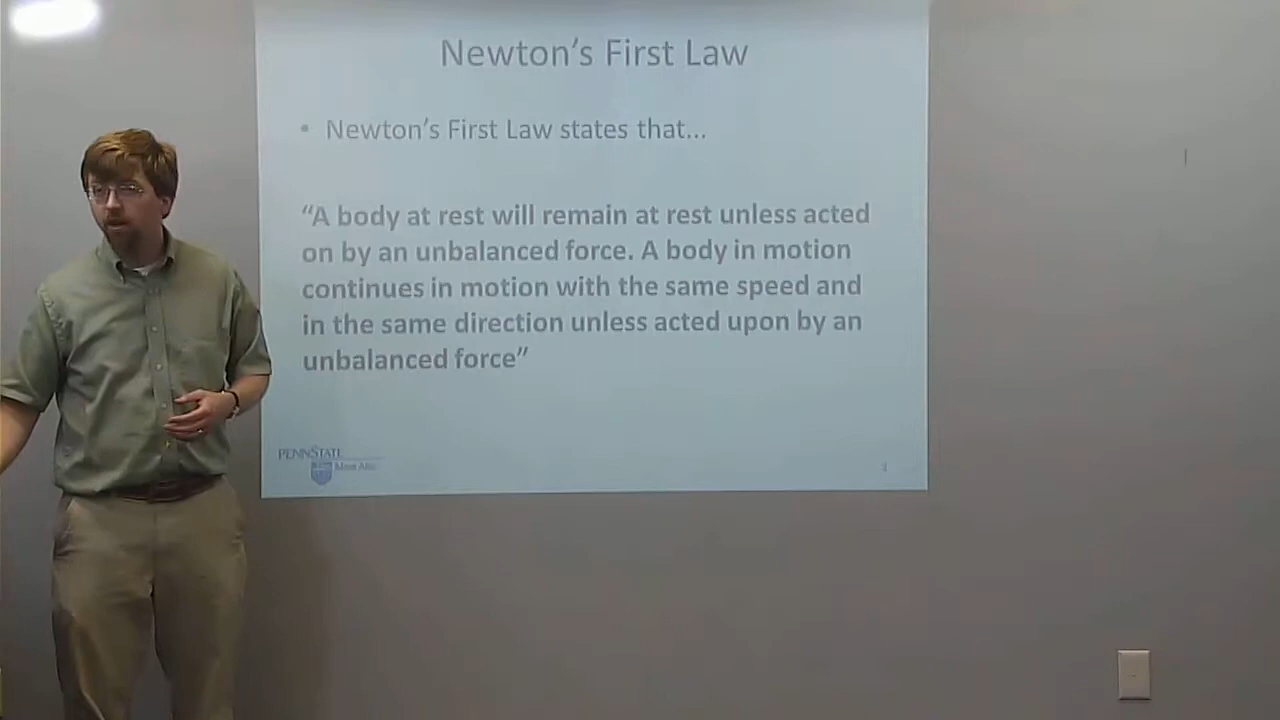 Newton’s First Law
• Newton’s First Law states that...
“A body at rest will remain at rest unless acted
on by an unbalanced force. A body in motion
continues in motion with the same speed and
in the same direction unless acted upon by an
unbalanced force”
PENNSTATE
Mont Alto